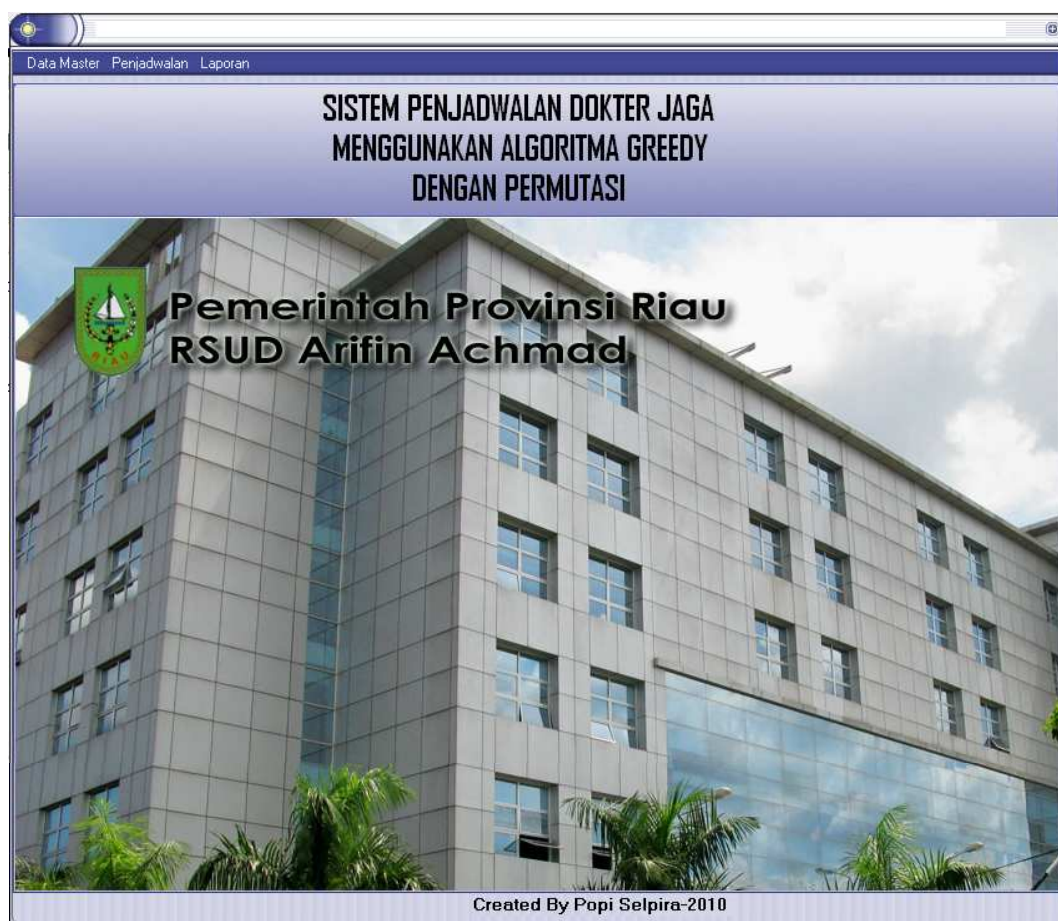 Data Master Penjadwalan Laporan
SISTEM PENJADWALAN DOKTER JAGA
MENGGUNAKAN ALGORITMA GREEDY
DENGAN PERMUTASI
Pemerintah Provinsi Riau
RSUD Arifin Achmad
RIAU
Created By Popi Selpira-2010